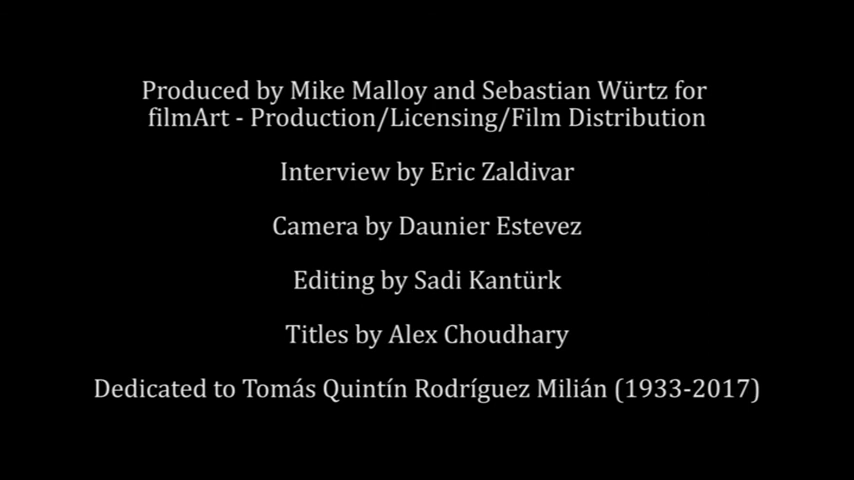 Produced by Mike Malloy and Sebastian Würtz for
filmArt - Production/Licensing/Film Distribution
Interview by Eric Zaldivar
Camera by Daunier Estevez
Editing by Sadi Kantürk
Titles by Alex Choudhary
Dedicated to Tomás Quintín Rodríguez Milián (1933-2017)